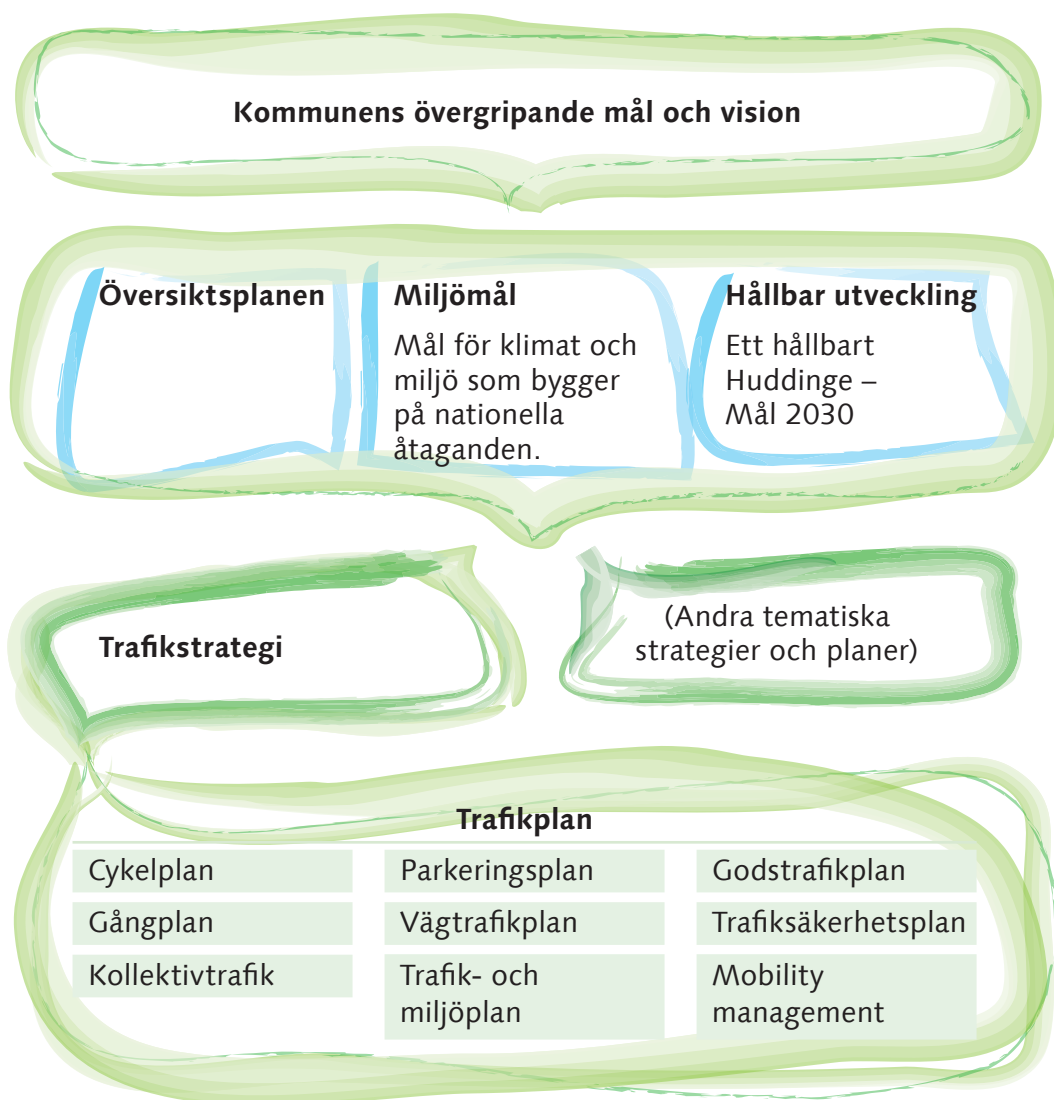 Kommunens övergripande mål och vision
Översiktsplanen
Miljömål
Mål för klimat och
miljö som bygger
på nationella
åtaganden.
Hållbar utveckling
Ett hållbart
Huddinge –
Mål 2030
Trafikstrategi
(Andra tematiska
strategier och planer)
Trafikplan
Cykelplan
Gångplan
Kollektivtrafik
Parkeringsplan
Vägtrafikplan
Trafik- och
miljöplan
Godstrafikplan
Trafiksäkerhetsplan
Mobility
management